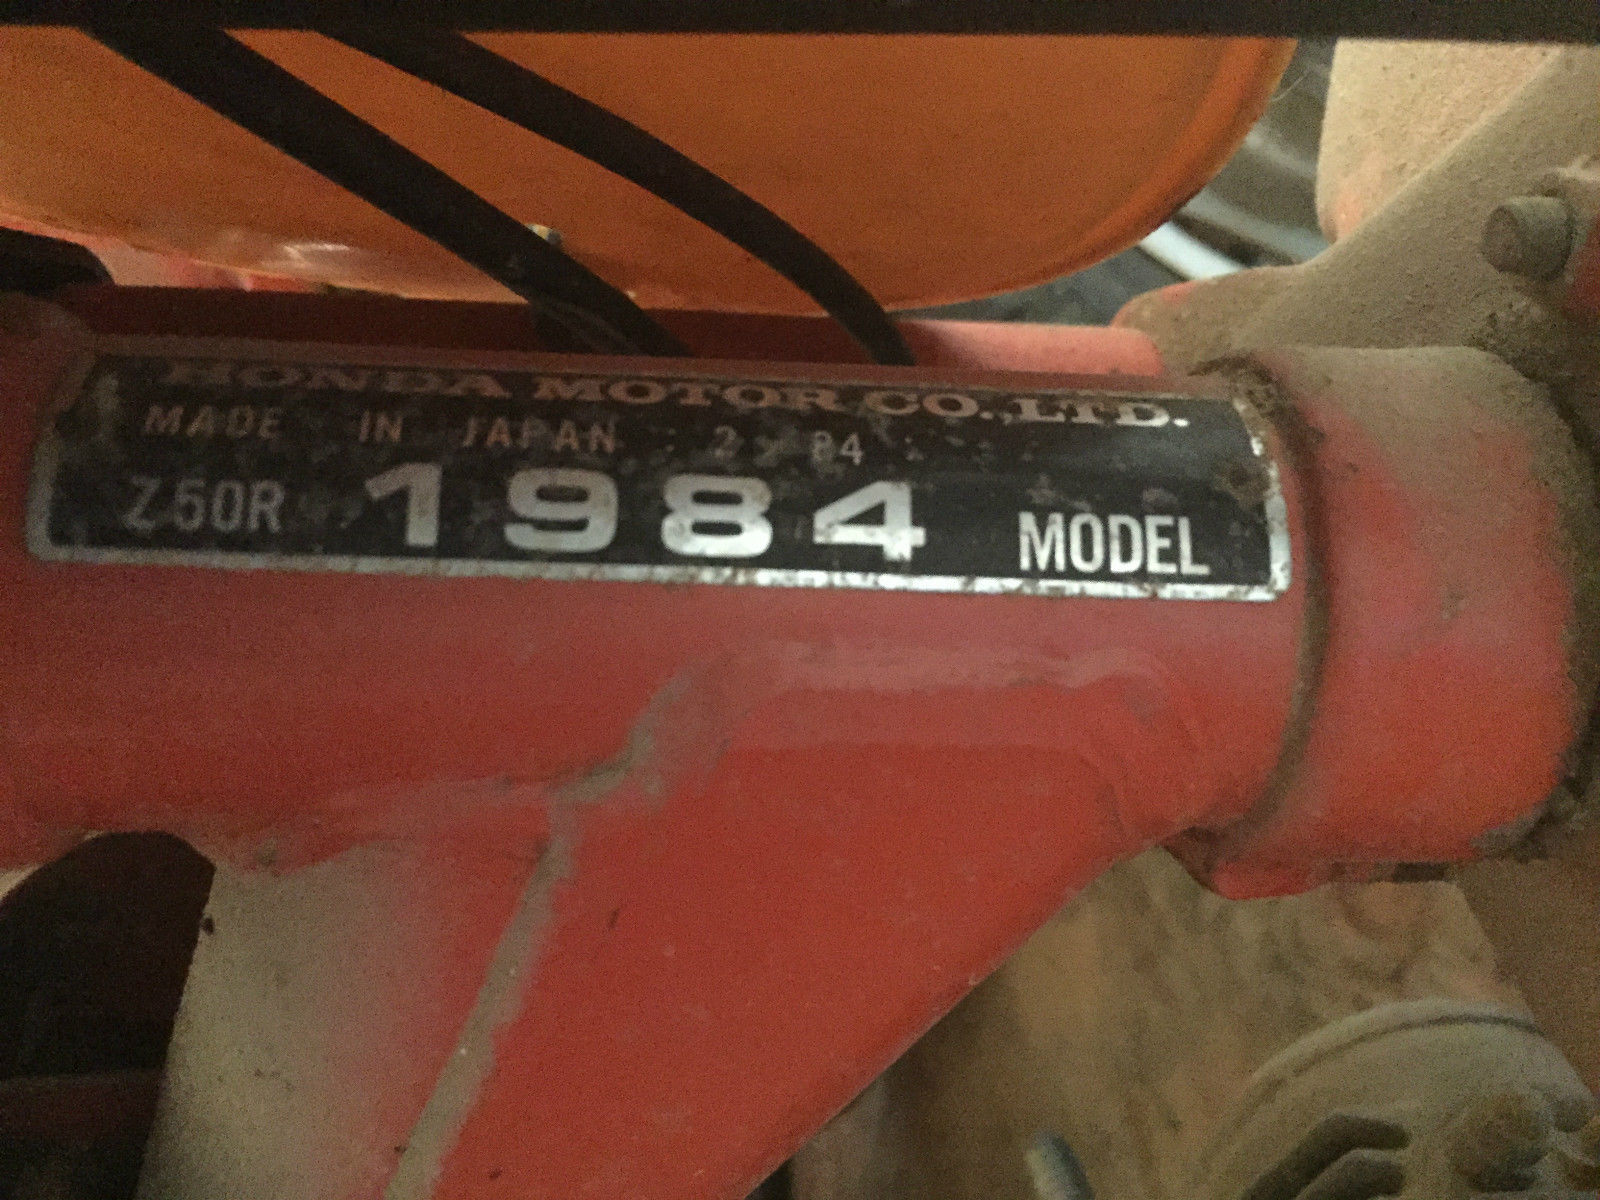 HONDA MOTOR CO.,LTD.
MADE IN JAPAN 2 84
Z50R 1984 MODEL